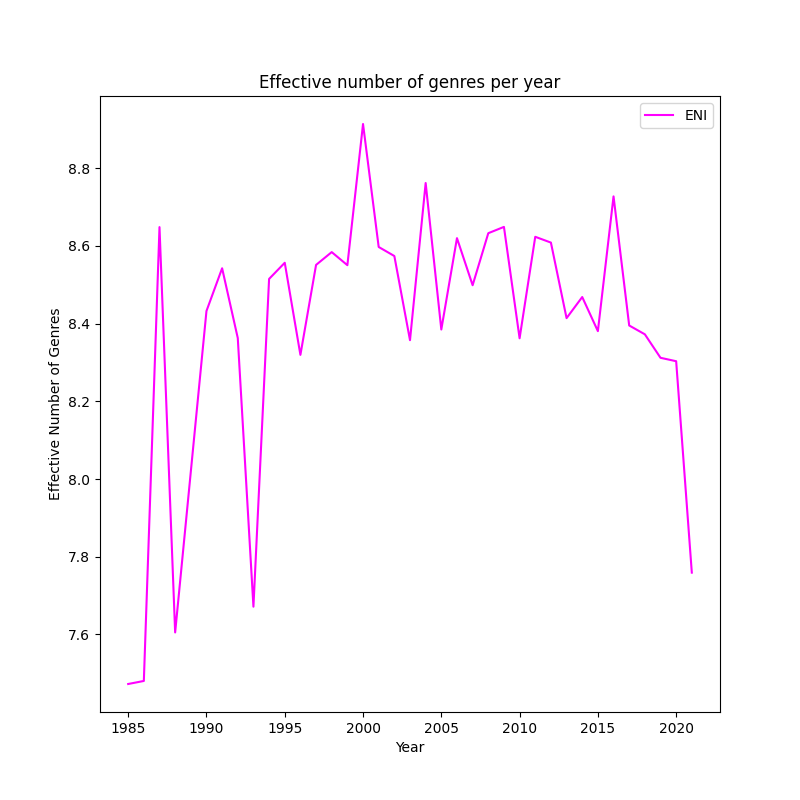 Effective number of genres per year
ENI
8.8
8.6
8.4
8.2
8.0
7.8
7.6
Effective Number of Genres
1985 1990 1995 2000 2005 2010 2015 2020
Year